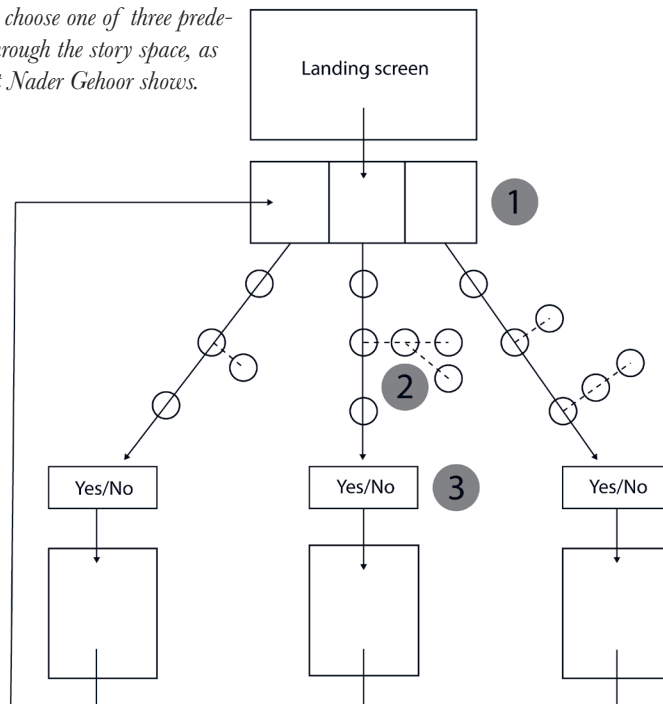 choose one of three prede-
rough the story space, as
Nader Gehoor shows.
Landing screen
1
2
Yes/No
Yes/No
3
Yes/No